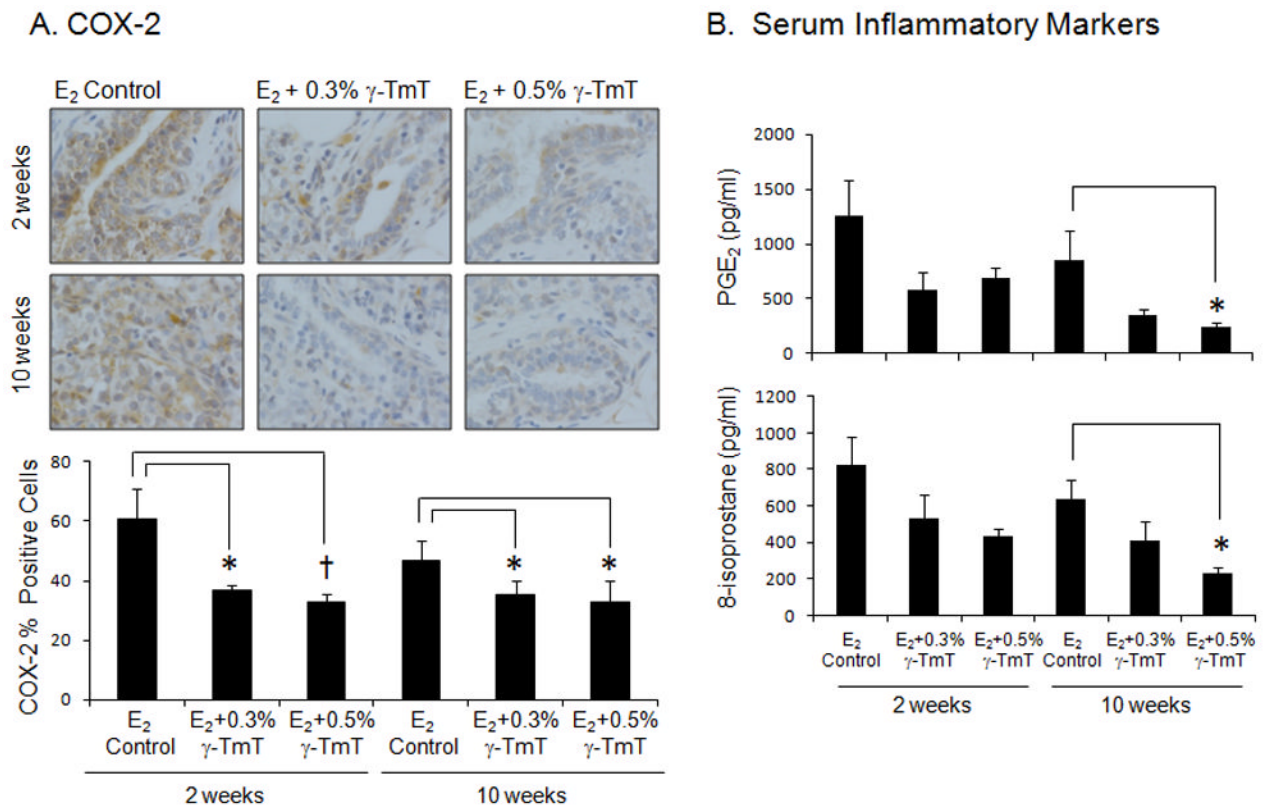 A. COX-2
E₂ Control E₂ + 0.3% γ-TmT E₂ + 0.5% γ-TmT
2 weeks
10 weeks
COX-2 % Positive Cells
80
60
40
20
0
* † * *
E₂ E₂+0.3% E₂+0.5% E₂ E₂+0.3% E₂+0.5%
Control γ-TmT γ-TmT Control γ-TmT γ-TmT
2 weeks 10 weeks
B. Serum Inflammatory Markers
PGE₂ (pg/ml)
2000
1500
1000
500
0
*
8-isoprostane (pg/ml)
1200
1000
800
600
400
200
0
*
E₂ E₂+0.3% E₂+0.5% E₂ E₂+0.3% E₂+0.5%
Control γ-TmT γ-TmT Control γ-TmT γ-TmT
2 weeks 10 weeks